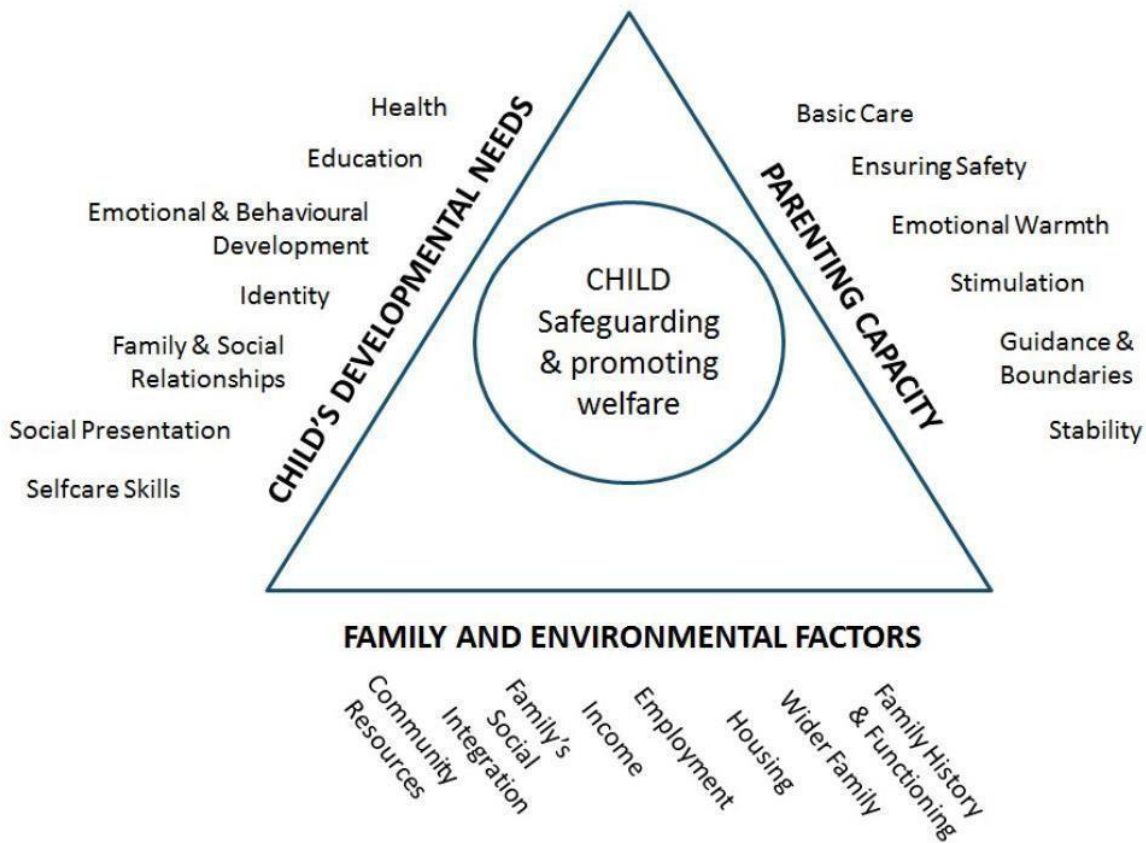 Health
Education
Emotional & Behavioural
Development
Identity
Family & Social
Relationships
Social Presentation
Selfcare Skills
CHILD'S DEVELOPMENTAL NEEDS
CHILD
Safeguarding
& promoting
welfare
PARENTING CAPACITY
Basic Care
Ensuring Safety
Emotional Warmth
Stimulation
Guidance &
Boundaries
Stability
FAMILY AND ENVIRONMENTAL FACTORS
Community
Resources
Family's
Social
Integration
Income
Employment
Housing
Wider Family
Family History
& Functioning